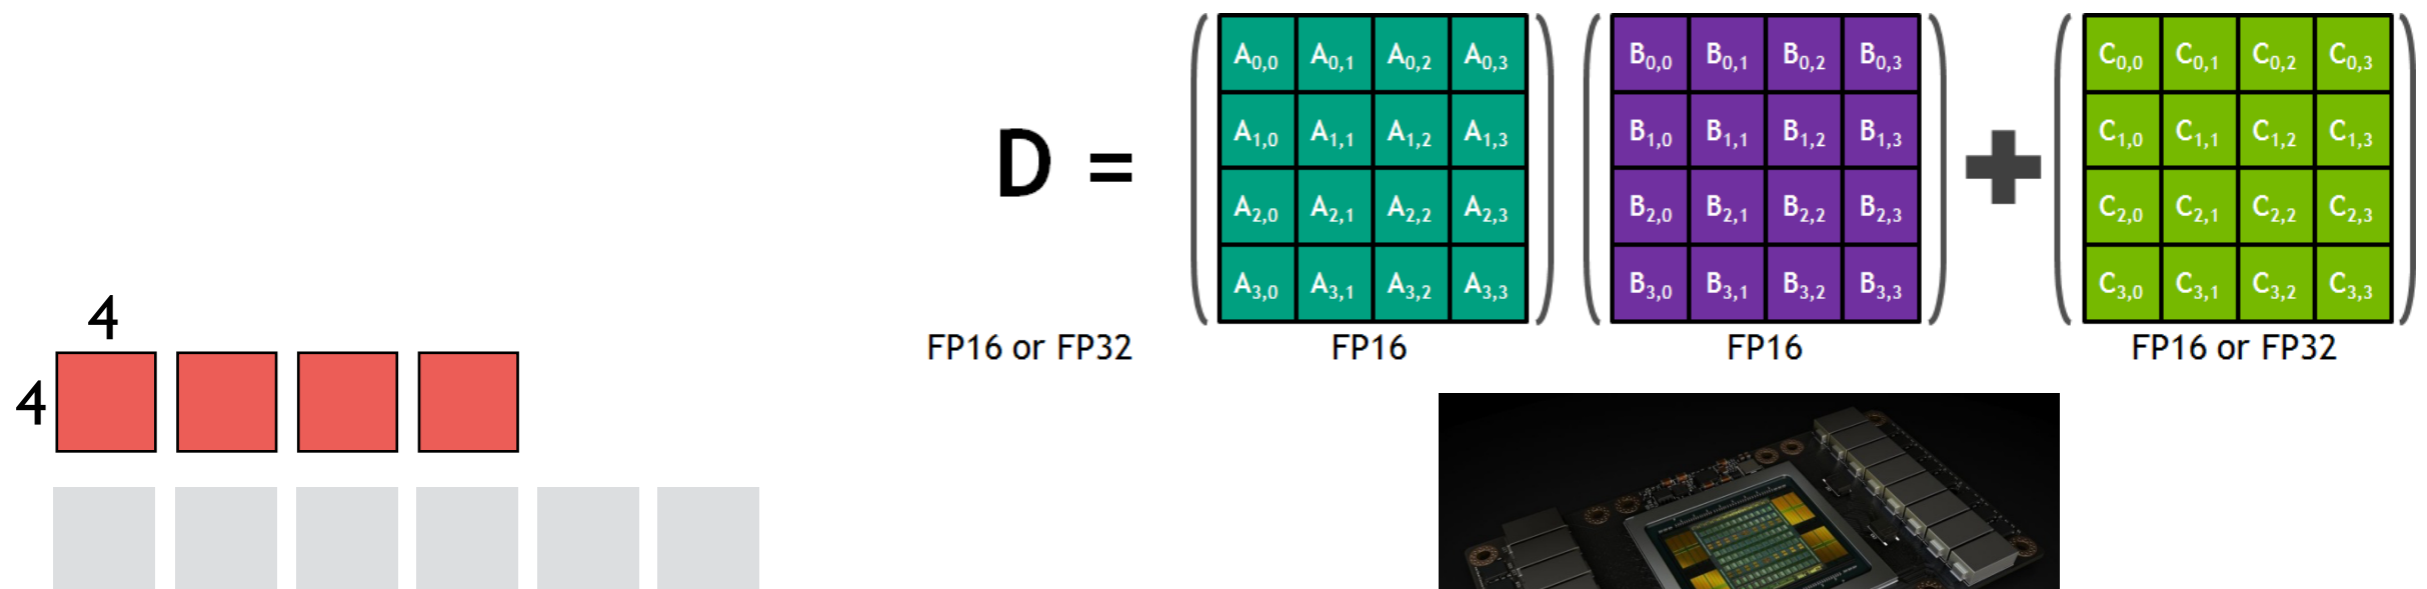 D =
A0,0 A0,1 A0,2 A0,3
A1,0 A1,1 A1,2 A1,3
A2,0 A2,1 A2,2 A2,3
A3,0 A3,1 A3,2 A3,3
FP16 or FP32
FP16
B0,0 B0,1 B0,2 B0,3
B1,0 B1,1 B1,2 B1,3
B2,0 B2,1 B2,2 B2,3
B3,0 B3,1 B3,2 B3,3
FP16
+
C0,0 C0,1 C0,2 C0,3
C1,0 C1,1 C1,2 C1,3
C2,0 C2,1 C2,2 C2,3
C3,0 C3,1 C3,2 C3,3
FP16 or FP32
4
4